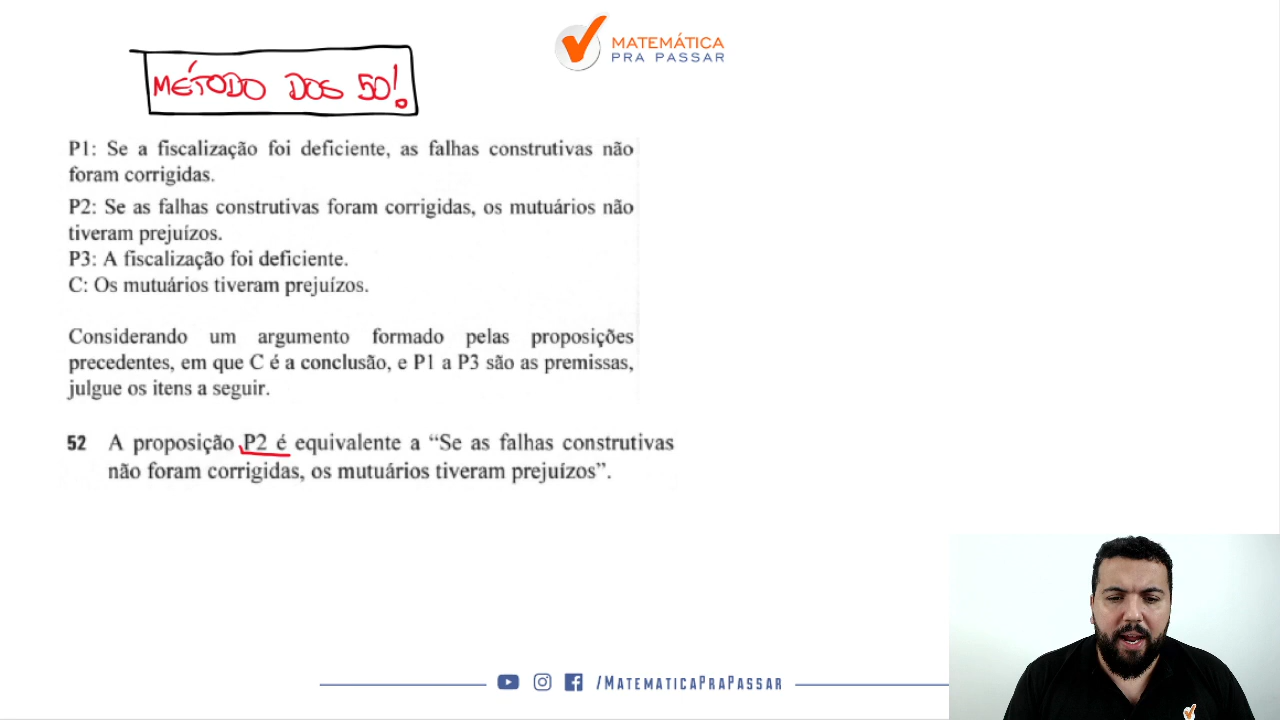 MATEMÁTICA
PRA PASSAR
MÉTODO DOS 50!
P1: Se a fiscalização foi deficiente, as falhas construtivas não
foram corrigidas.
P2: Se as falhas construtivas foram corrigidas, os mutuários não
tiveram prejuízos.
P3: A fiscalização foi deficiente.
C: Os mutuários tiveram prejuízos.
Considerando um argumento formado pelas proposições
precedentes, em que C é a conclusão, e P1 a P3 são as premissas,
julgue os itens a seguir.
52 A proposição P2 é equivalente a “Se as falhas construtivas
não foram corrigidas, os mutuários tiveram prejuízos”.
/MATEMATICAPRAPASSAR